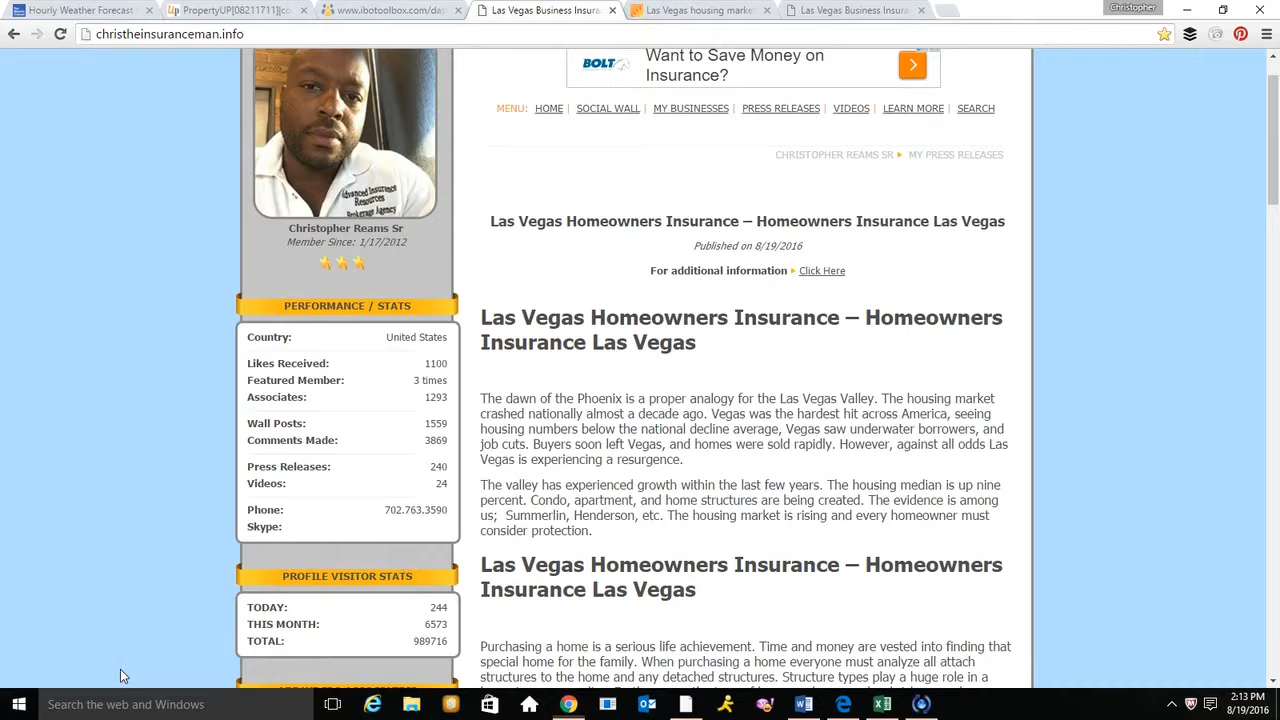 Hourly Weather Forecast
PropertyUP[08211711][co
www.ibotoolbox.com/das
Las Vegas Business Insura
Las Vegas housing market
Las Vegas Business Insura
Christopher
christheinsuranceman.info
BOLT
Want to Save Money on
Insurance?
MENU: HOME | SOCIAL WALL | MY BUSINESSES | PRESS RELEASES | VIDEOS | LEARN MORE | SEARCH
CHRISTOPHER REAMS SR ▸ MY PRESS RELEASES
Advanced Insurance
Resources
Brokerage Agency
Christopher Reams Sr
Member Since: 1/17/2012
PERFORMANCE / STATS
Country: United States
Likes Received: 1100
Featured Member: 3 times
Associates: 1293
Wall Posts: 1559
Comments Made: 3869
Press Releases: 240
Videos: 24
Phone: 702.763.3590
Skype:
PROFILE VISITOR STATS
TODAY: 244
THIS MONTH: 6573
TOTAL: 989716
Las Vegas Homeowners Insurance – Homeowners Insurance Las Vegas
Published on 8/19/2016
For additional information ▸ Click Here
Las Vegas Homeowners Insurance – Homeowners
Insurance Las Vegas
The dawn of the Phoenix is a proper analogy for the Las Vegas Valley. The housing market
crashed nationally almost a decade ago. Vegas was the hardest hit across America, seeing
housing numbers below the national decline average, Vegas saw underwater borrowers, and
job cuts. Buyers soon left Vegas, and homes were sold rapidly. However, against all odds Las
Vegas is experiencing a resurgence.
The valley has experienced growth within the last few years. The housing median is up nine
percent. Condo, apartment, and home structures are being created. The evidence is among
us; Summerlin, Henderson, etc. The housing market is rising and every homeowner must
consider protection.
Las Vegas Homeowners Insurance – Homeowners
Insurance Las Vegas
Purchasing a home is a serious life achievement. Time and money are vested into finding that
special home for the family. When purchasing a home everyone must analyze all attach
structures to the home and any detached structures. Structure types play a huge role in a
Search the web and Windows
2:13 PM
8/19/2016